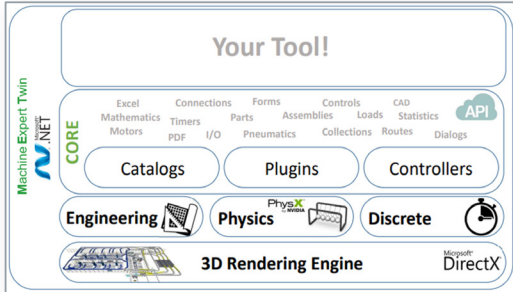 Your Tool!
Machine Expert Twin
Microsoft
.NET
CORE
Excel Connections Forms Controls CAD
Mathematics Timers Parts Assemblies Loads Statistics
Motors PDF I/O Pneumatics Collections Routes Dialogs
API
Catalogs Plugins Controllers
Engineering Physics PhysX by NVIDIA Discrete
3D Rendering Engine Microsoft DirectX